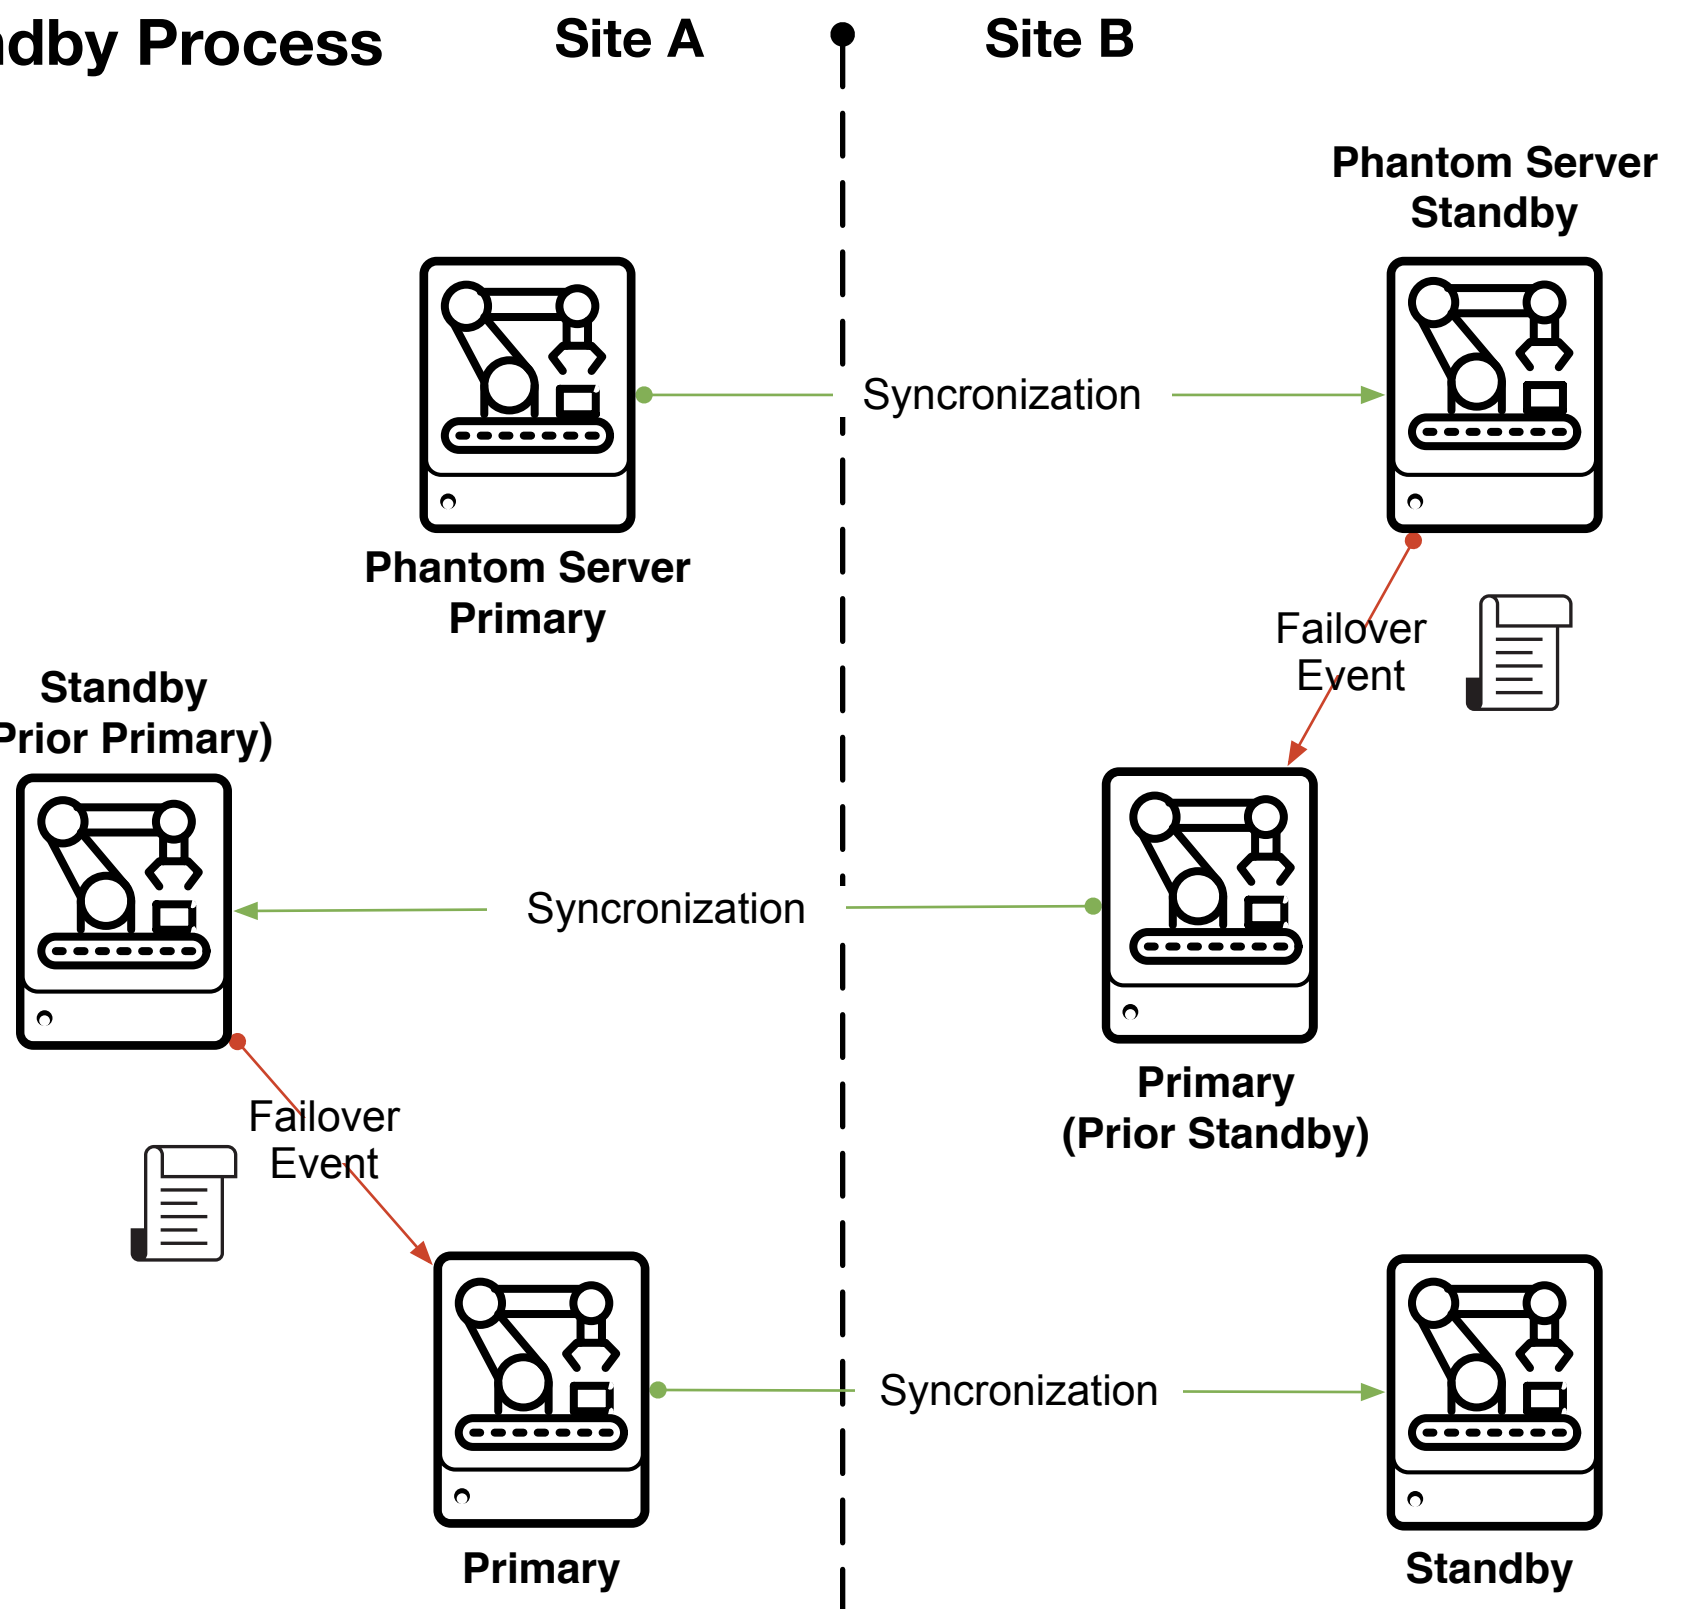 ndby Process
Site A
Site B
Phantom Server
Standby
Syncronization
Phantom Server
Primary
Failover
Event
Standby
Prior Primary)
Syncronization
Primary
(Prior Standby)
Failover
Event
Syncronization
Primary
Standby